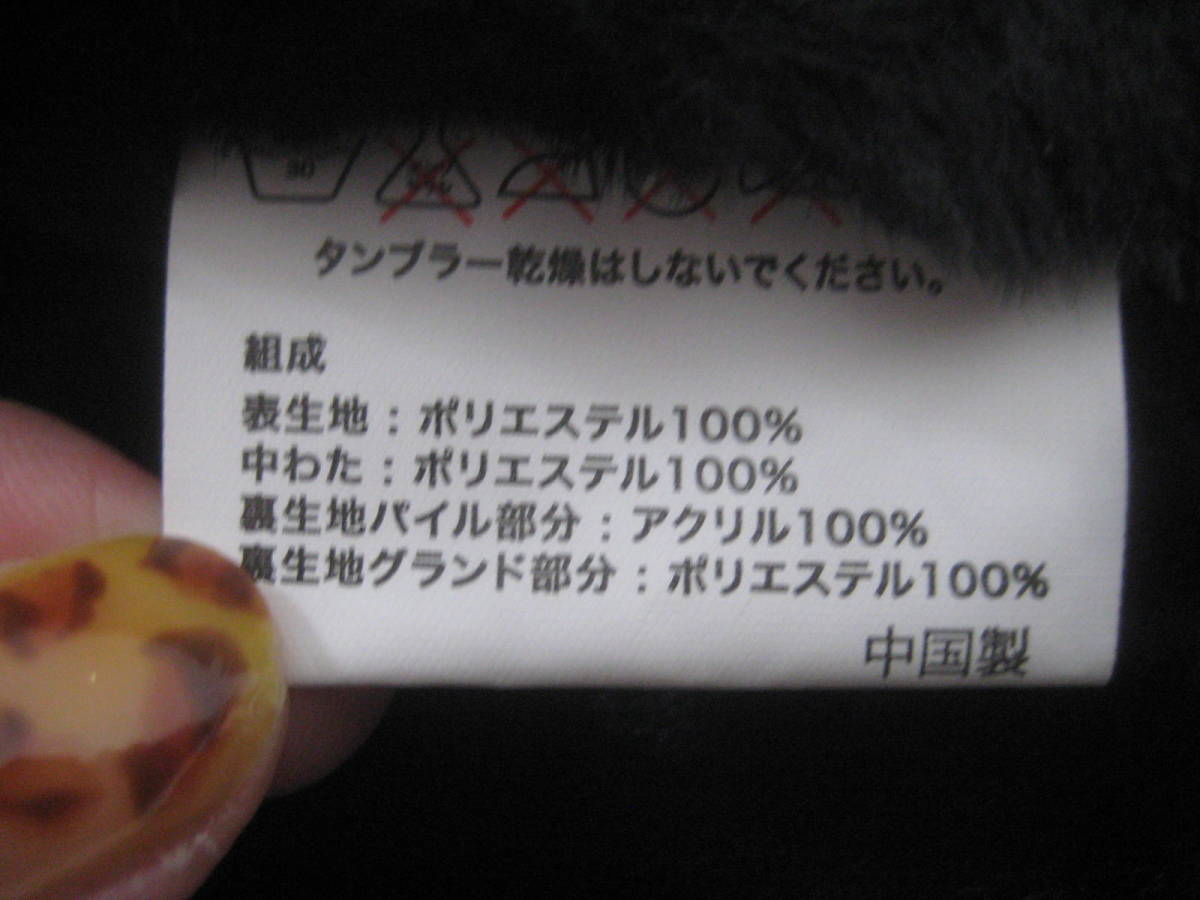 30
タンブラー乾燥はしないでください。
組成
表生地：ポリエステル100%
中わた：ポリエステル100%
裏生地パイル部分：アクリル100%
裏生地グランド部分：ポリエステル100%
中国製